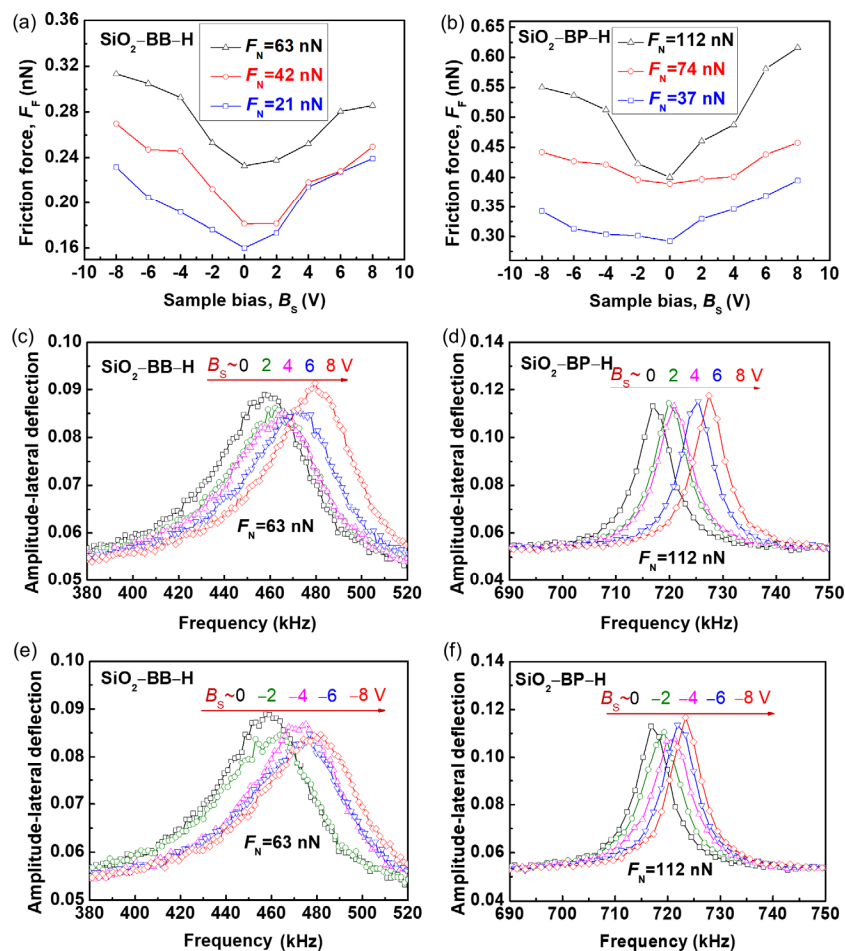 (a)
SiO2−BB−H
FN=63 nN
FN=42 nN
FN=21 nN
0.36
0.32
0.28
0.24
0.20
0.16
Friction force, FF (nN)
-10 -8 -6 -4 -2 0 2 4 6 8 10
Sample bias, BS (V)
(b)
SiO2−BP−H
FN=112 nN
FN=74 nN
FN=37 nN
0.65
0.60
0.55
0.50
0.45
0.40
0.35
0.30
Friction force, FF (nN)
-10 -8 -6 -4 -2 0 2 4 6 8 10
Sample bias, BS (V)
(c)
SiO2−BB−H
BS~ 0 2 4 6 8 V
FN=63 nN
0.10
0.09
0.08
0.07
0.06
0.05
Amplitude-lateral deflection
380 400 420 440 460 480 500 520
Frequency (kHz)
(d)
SiO2−BP−H
BS~ 0 2 4 6 8 V
FN=112 nN
0.14
0.12
0.10
0.08
0.06
0.04
Amplitude-lateral deflection
690 700 710 720 730 740 750
Frequency (kHz)
(e)
SiO2−BB−H
BS~0 −2 −4 −6 −8 V
FN=63 nN
0.10
0.09
0.08
0.07
0.06
0.05
Amplitude-lateral deflection
380 400 420 440 460 480 500 520
Frequency (kHz)
(f)
SiO2−BP−H
BS~0 −2 −4 −6 −8 V
FN=112 nN
0.14
0.12
0.10
0.08
0.06
0.04
Amplitude-lateral deflection
690 700 710 720 730 740 750
Frequency (kHz)